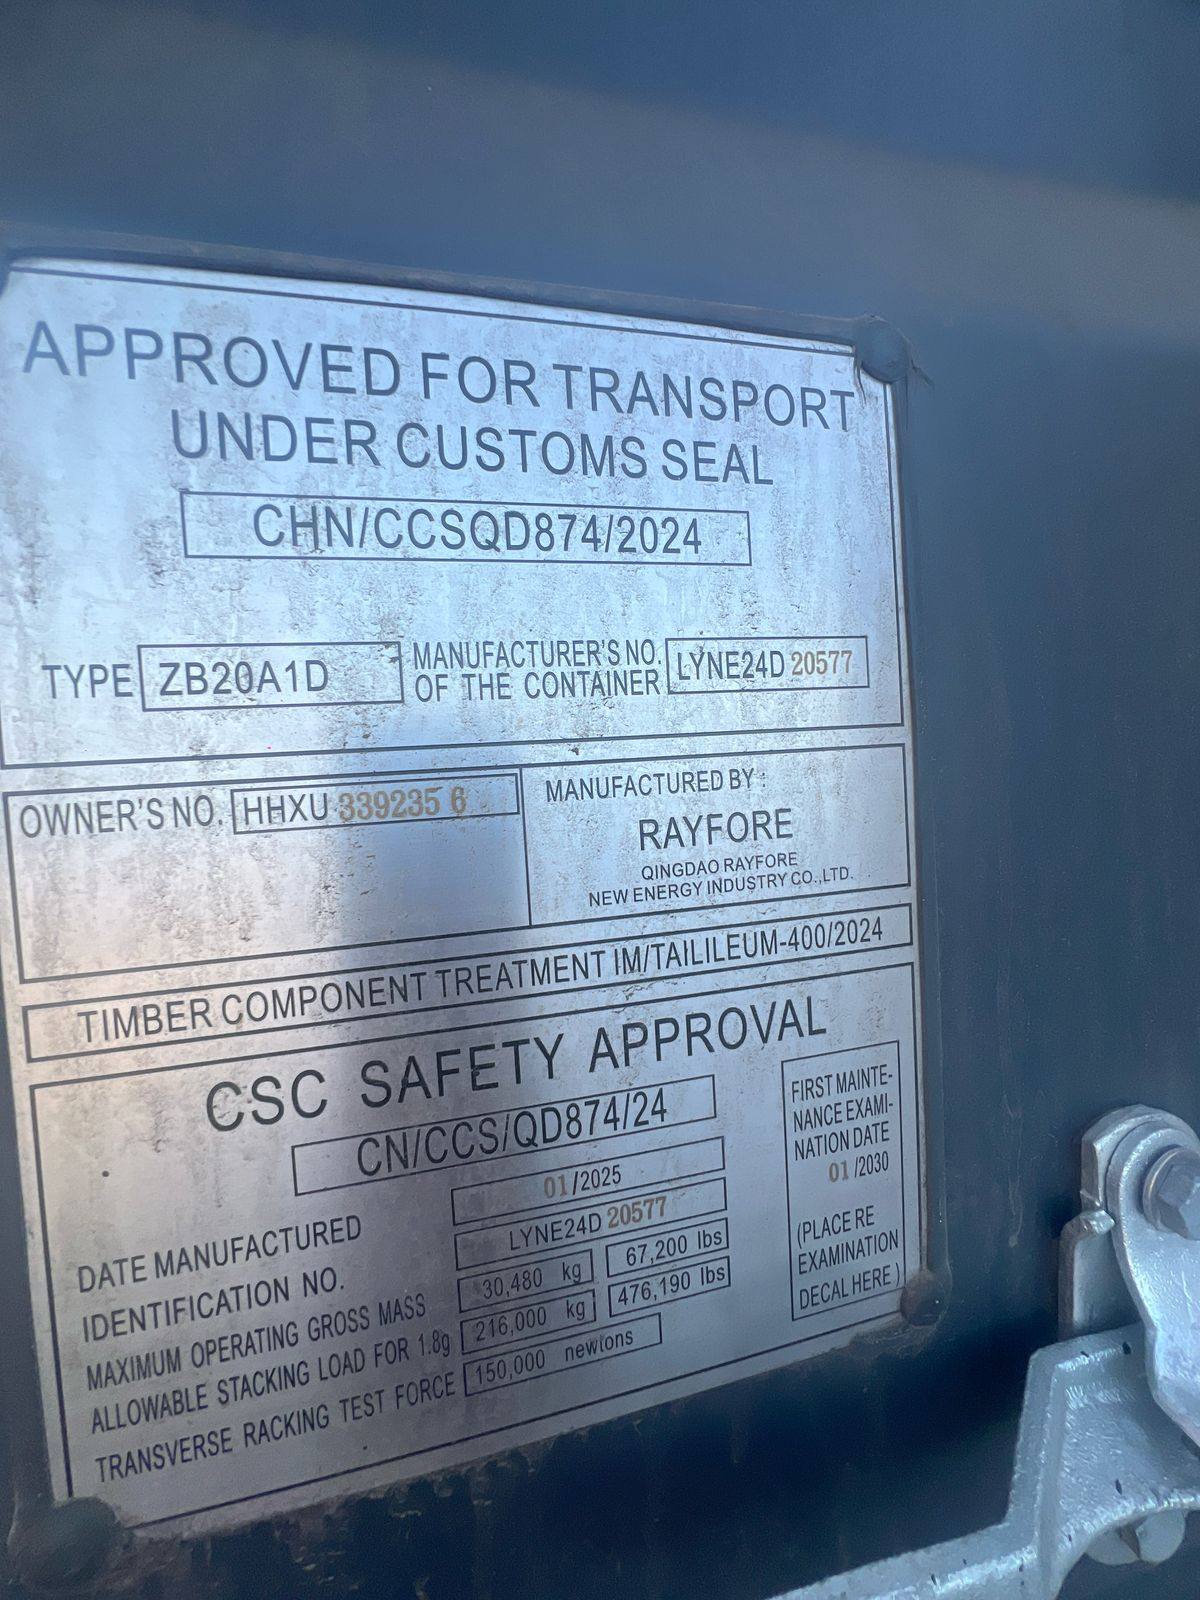 APPROVED FOR TRANSPORT
UNDER CUSTOMS SEAL
CHN/CCSQD874/2024
TYPE ZB20A1D
MANUFACTURER'S NO.
OF THE CONTAINER
LYNE24D 20577
OWNER'S NO. HHXU 339235 6
MANUFACTURED BY :
RAYFORE
QINGDAO RAYFORE
NEW ENERGY INDUSTRY CO.,LTD.
TIMBER COMPONENT TREATMENT IM/TAILILEUM-400/2024
CSC SAFETY APPROVAL
CN/CCS/QD874/24
DATE MANUFACTURED 01/2025
IDENTIFICATION NO. LYNE24D 20577
MAXIMUM OPERATING GROSS MASS 30,480 kg 67,200 lbs
ALLOWABLE STACKING LOAD FOR 1.8g 216,000 kg 476,190 lbs
TRANSVERSE RACKING TEST FORCE 150,000 newtons
FIRST MAINTE-
NANCE EXAMI-
NATION DATE
01/2030
(PLACE RE
EXAMINATION
DECAL HERE )